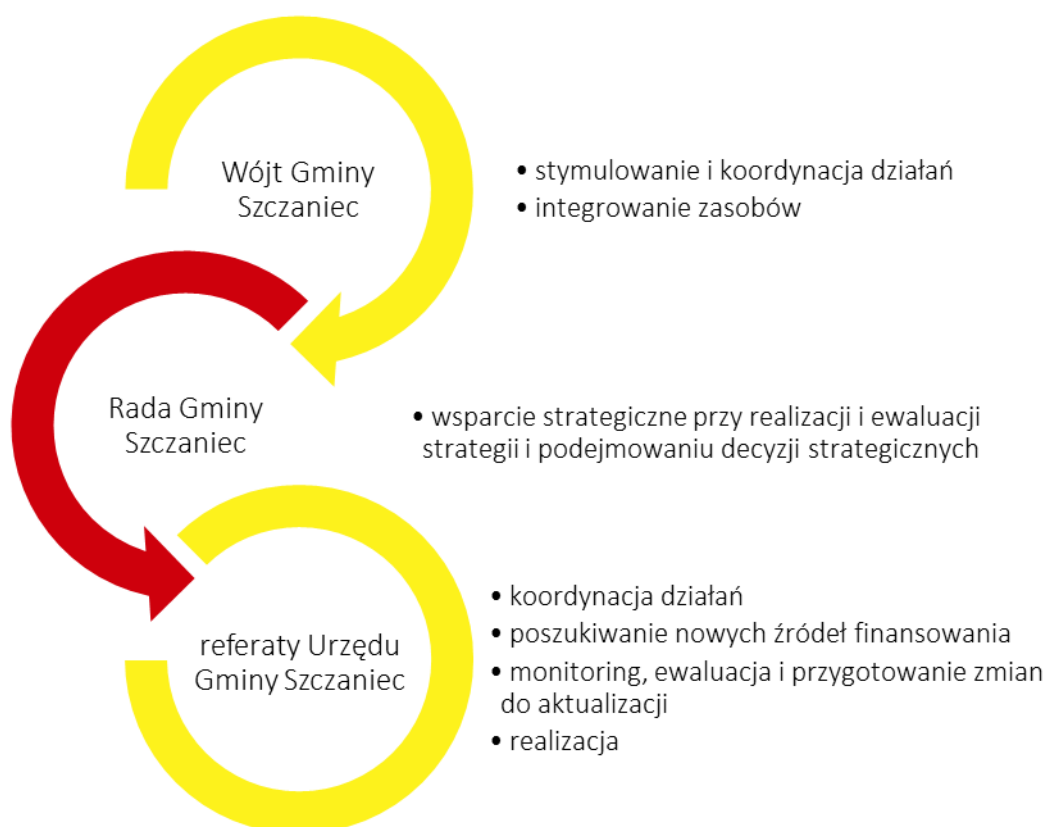 Wójt Gminy
Szczaniec
• stymulowanie i koordynacja działań
• integrowanie zasobów
Rada Gminy
Szczaniec
• wsparcie strategiczne przy realizacji i ewaluacji
strategii i podejmowaniu decyzji strategicznych
referaty Urzędu
Gminy Szczaniec
• koordynacja działań
• poszukiwanie nowych źródeł finansowania
• monitoring, ewaluacja i przygotowanie zmian
do aktualizacji
• realizacja